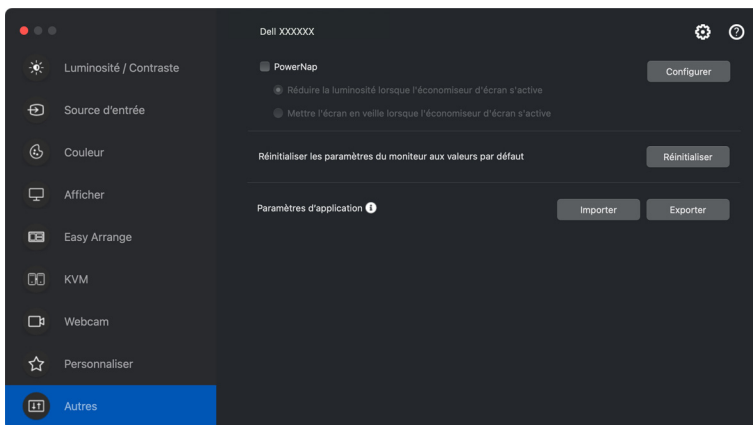 Dell XXXXXX
Luminosité / Contraste
Source d'entrée
Couleur
Afficher
Easy Arrange
KVM
Webcam
Personnaliser
Autres
PowerNap
Configurer
Réduire la luminosité lorsque l'économiseur d'écran s'active
Mettre l'écran en veille lorsque l'économiseur d'écran s'active
Réinitialiser les paramètres du moniteur aux valeurs par défaut
Réinitialiser
Paramètres d'application
Importer
Exporter